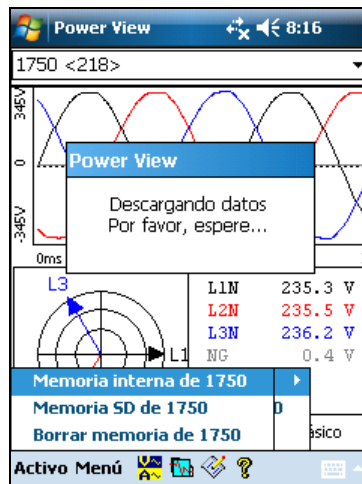 Power View 8:16
1750 <218>
345V
0
-345V
Power View
Descargando datos
Por favor, espere...
0ms
L3
L1
L1N 235.3 V
L2N 235.5 V
L3N 236.2 V
NG 0.4 V
Memoria interna de 1750
Memoria SD de 1750
Borrar memoria de 1750
Activo Menú